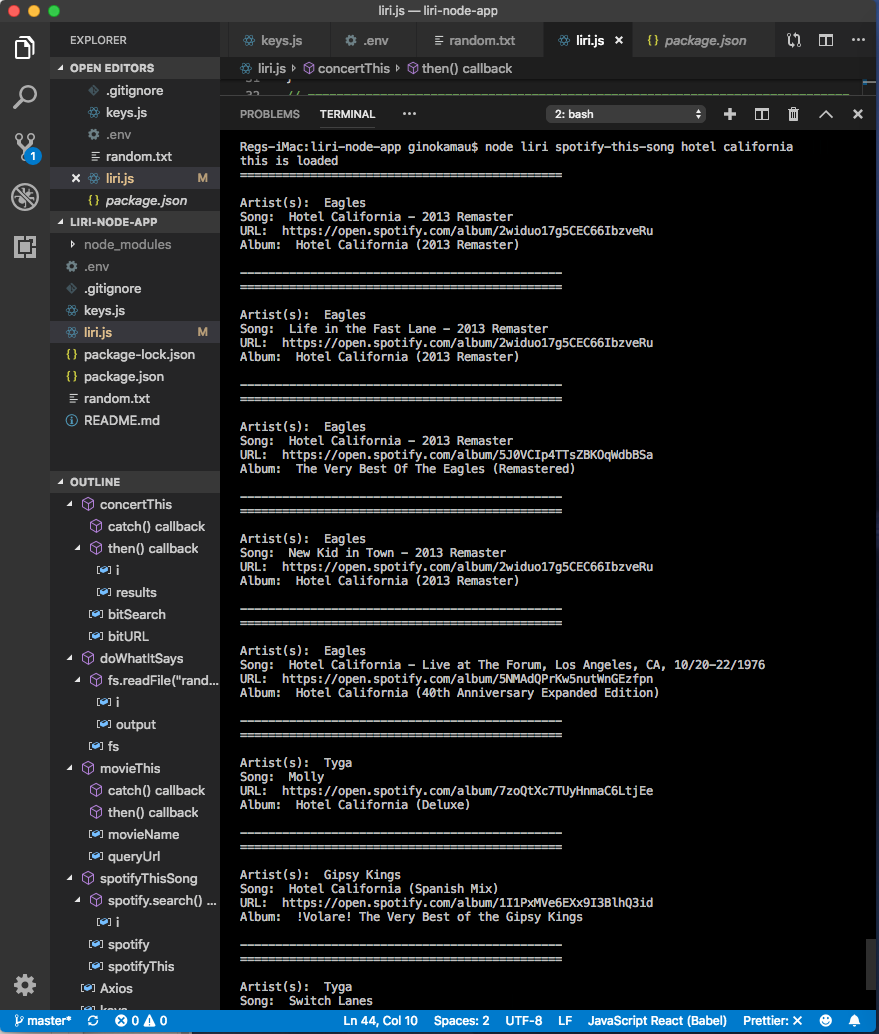 liri.js — liri-node-app
EXPLORER
OPEN EDITORS
.gitignore
keys.js
.env
random.txt
liri.js M
package.json
LIRI-NODE-APP
node_modules
.env
.gitignore
keys.js
liri.js M
package-lock.json
package.json
random.txt
README.md
OUTLINE
concertThis
catch() callback
then() callback
i
results
bitSearch
bitURL
doWhatItSays
fs.readFile("rand...
i
output
fs
movieThis
catch() callback
then() callback
movieName
queryUrl
spotifyThisSong
spotify.search() ...
i
spotify
spotifyThis
Axios
keys
1
keys.js .env random.txt liri.js package.json
liri.js concertThis then() callback
PROBLEMS TERMINAL 2: bash
Regs-iMac:liri-node-app ginokamau$ node liri spotify-this-song hotel california
this is loaded
==============================================
Artist(s):  Eagles
Song:  Hotel California - 2013 Remaster
URL:  https://open.spotify.com/album/2widuo17g5CEC66IbzveRu
Album:  Hotel California (2013 Remaster)
----------------------------------------------
==============================================
Artist(s):  Eagles
Song:  Life in the Fast Lane - 2013 Remaster
URL:  https://open.spotify.com/album/2widuo17g5CEC66IbzveRu
Album:  Hotel California (2013 Remaster)
----------------------------------------------
==============================================
Artist(s):  Eagles
Song:  Hotel California - 2013 Remaster
URL:  https://open.spotify.com/album/5J0VCIp4TTsZBKOqWdbBSa
Album:  The Very Best Of The Eagles (Remastered)
----------------------------------------------
==============================================
Artist(s):  Eagles
Song:  New Kid in Town - 2013 Remaster
URL:  https://open.spotify.com/album/2widuo17g5CEC66IbzveRu
Album:  Hotel California (2013 Remaster)
----------------------------------------------
==============================================
Artist(s):  Eagles
Song:  Hotel California - Live at The Forum, Los Angeles, CA, 10/20-22/1976
URL:  https://open.spotify.com/album/5NMAdQPrKw5nutWnGEzfpn
Album:  Hotel California (40th Anniversary Expanded Edition)
----------------------------------------------
==============================================
Artist(s):  Tyga
Song:  Molly
URL:  https://open.spotify.com/album/7zoQtXc7TUyHnmaC6LtjEe
Album:  Hotel California (Deluxe)
----------------------------------------------
==============================================
Artist(s):  Gipsy Kings
Song:  Hotel California (Spanish Mix)
URL:  https://open.spotify.com/album/1I1PxMVe6EXx9I3BlhQ3id
Album:  !Volare! The Very Best of the Gipsy Kings
----------------------------------------------
==============================================
Artist(s):  Tyga
Song:  Switch Lanes
master* 0 0 Ln 44, Col 10 Spaces: 2 UTF-8 LF JavaScript React (Babel) Prettier: ✕